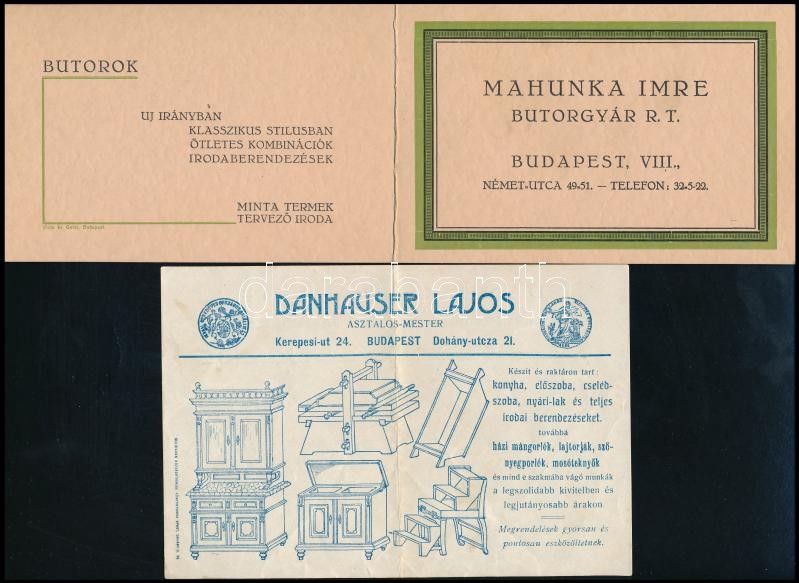 BUTOROK
UJ IRÁNYBAN
KLASSZIKUS STILUSBAN
ÖTLETES KOMBINÁCIÓK
IRODABERENDEZÉSEK
MINTA TERMEK
TERVEZŐ IRODA
MAHUNKA IMRE
BUTORGYÁR R. T.
BUDAPEST, VIII.,
NÉMET-UTCA 49-51. — TELEFON: 32-5-22.
darabanth
DANHAUSER LAJOS
ASZTALOS-MESTER
Kerepesi-ut 24. BUDAPEST Dohány-utcza 21.
Készit és raktáron tart:
konyha, előszoba, cseléd-
szoba, nyári-lak és teljes
irodai berendezéseket.
továbbá
házi mángorlók, lajtorják, sző-
nyegporlók, mosóteknyők
és mind e szakmába vágó munkák
a legszolidabb kivitelben és
legjutányosabb árakon.
Megrendelések gyorsan és
pontosan eszközöltetnek.